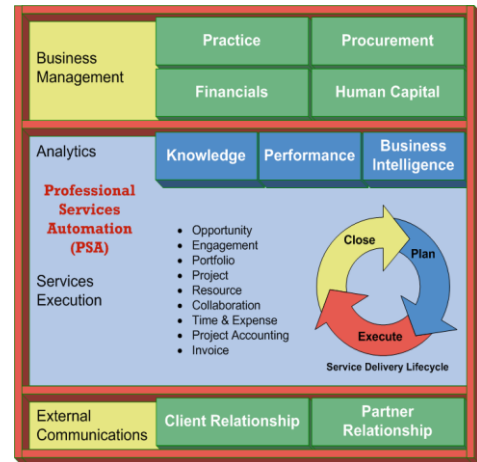 Business
Management
Practice
Procurement
Financials
Human Capital
Analytics
Knowledge
Performance
Business
Intelligence
Professional
Services
Automation
(PSA)
Services
Execution
• Opportunity
• Engagement
• Portfolio
• Project
• Resource
• Collaboration
• Time & Expense
• Project Accounting
• Invoice
Close
Plan
Execute
Service Delivery Lifecycle
External
Communications
Client Relationship
Partner
Relationship